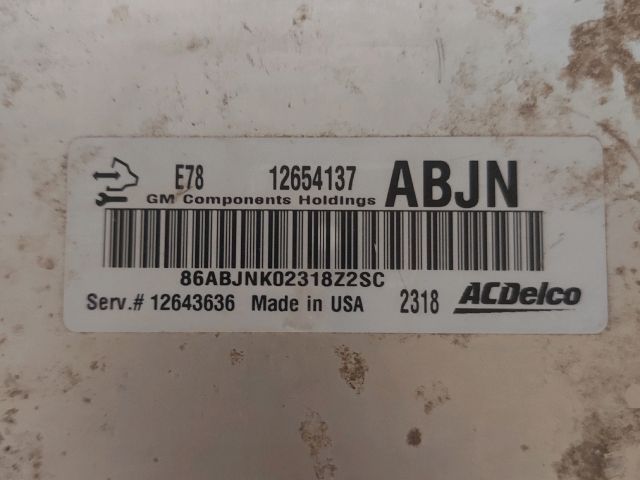 E78 12654137 ABJN
GM Components Holdings
86ABJNK02318Z2SC
Serv.# 12643636 Made in USA 2318 ACDelco